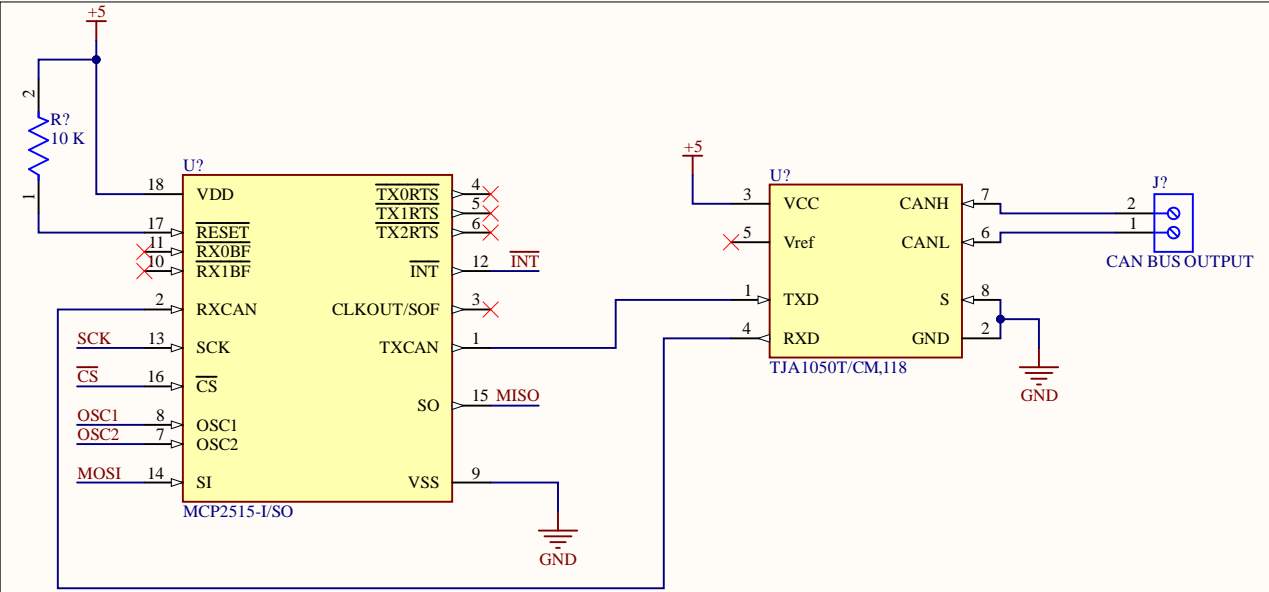 +5
2
R?
10 K
1
U?
18 VDD
17 RESET
11 RX0BF
10 RX1BF
2 RXCAN
SCK 13 SCK
CS 16 CS
OSC1 8 OSC1
OSC2 7 OSC2
MOSI 14 SI
TX0RTS 4
TX1RTS 5
TX2RTS 6
INT 12 INT
CLKOUT/SOF 3
TXCAN 1
SO 15 MISO
VSS 9
MCP2515-I/SO
GND
+5
U?
3 VCC
5 Vref
1 TXD
4 RXD
CANH 7
CANL 6
S 8
GND 2
TJA1050T/CM,118
GND
J?
2
1
CAN BUS OUTPUT